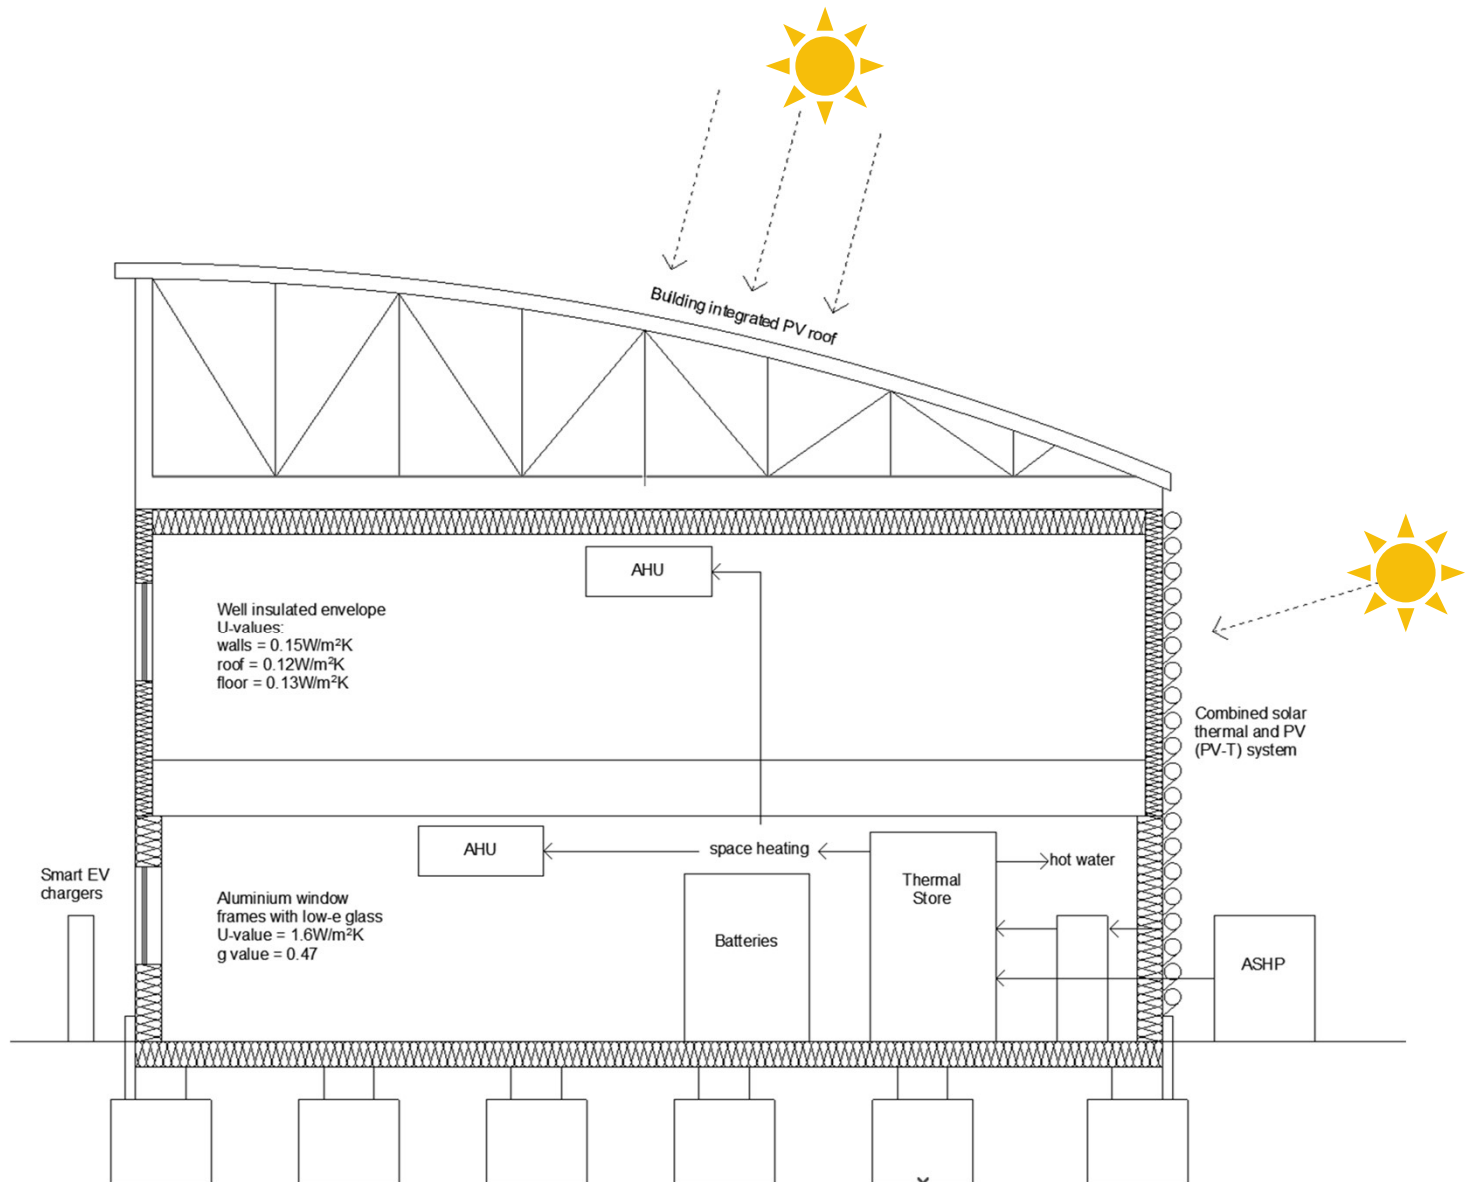 Building integrated PV roof
AHU
Well insulated envelope
U-values:
walls = 0.15W/m²K
roof = 0.12W/m²K
floor = 0.13W/m²K
Combined solar
thermal and PV
(PV-T) system
AHU
space heating
hot water
Thermal
Store
Smart EV
chargers
Aluminium window
frames with low-e glass
U-value = 1.6W/m²K
g value = 0.47
Batteries
ASHP